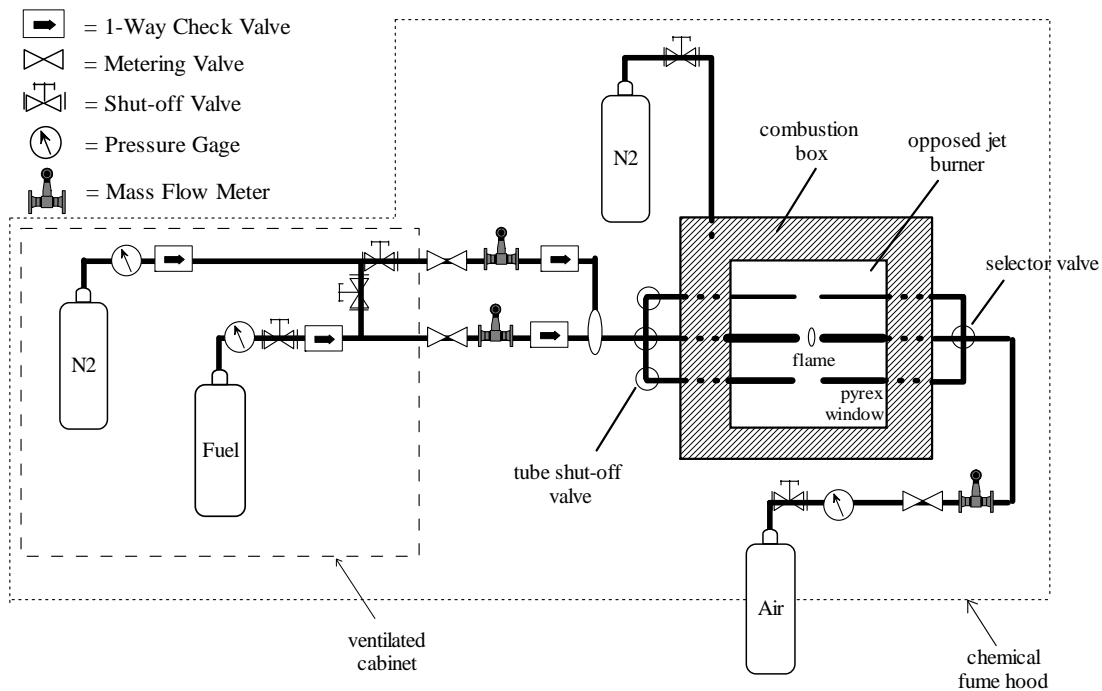 = 1-Way Check Valve
= Metering Valve
= Shut-off Valve
= Pressure Gage
= Mass Flow Meter
N2
combustion
box
opposed jet
burner
selector valve
N2
Fuel
flame
pyrex
window
tube shut-off
valve
Air
ventilated
cabinet
chemical
fume hood